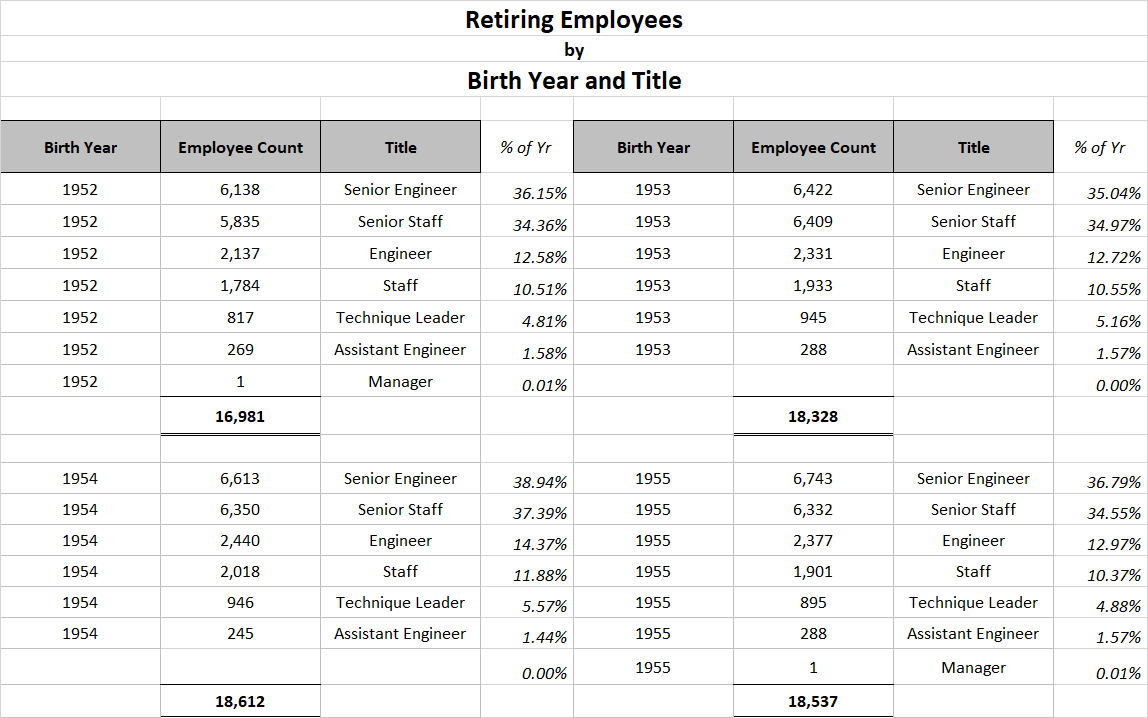 Retiring Employees
by
Birth Year and Title
Birth Year Employee Count Title % of Yr Birth Year Employee Count Title % of Yr
1952 6,138 Senior Engineer 36.15% 1953 6,422 Senior Engineer 35.04%
1952 5,835 Senior Staff 34.36% 1953 6,409 Senior Staff 34.97%
1952 2,137 Engineer 12.58% 1953 2,331 Engineer 12.72%
1952 1,784 Staff 10.51% 1953 1,933 Staff 10.55%
1952 817 Technique Leader 4.81% 1953 945 Technique Leader 5.16%
1952 269 Assistant Engineer 1.58% 1953 288 Assistant Engineer 1.57%
1952 1 Manager 0.01% 0.00%
16,981 18,328
1954 6,613 Senior Engineer 38.94% 1955 6,743 Senior Engineer 36.79%
1954 6,350 Senior Staff 37.39% 1955 6,332 Senior Staff 34.55%
1954 2,440 Engineer 14.37% 1955 2,377 Engineer 12.97%
1954 2,018 Staff 11.88% 1955 1,901 Staff 10.37%
1954 946 Technique Leader 5.57% 1955 895 Technique Leader 4.88%
1954 245 Assistant Engineer 1.44% 1955 288 Assistant Engineer 1.57%
0.00% 1955 1 Manager 0.01%
18,612 18,537